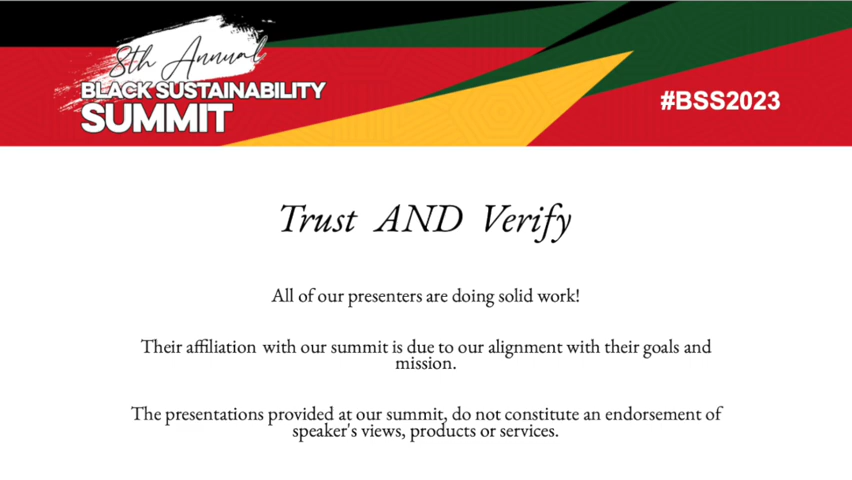 8th Annual
BLACK SUSTAINABILITY
SUMMIT
#BSS2023
Trust AND Verify
All of our presenters are doing solid work!
Their affiliation with our summit is due to our alignment with their goals and
mission.
The presentations provided at our summit, do not constitute an endorsement of
speaker's views, products or services.